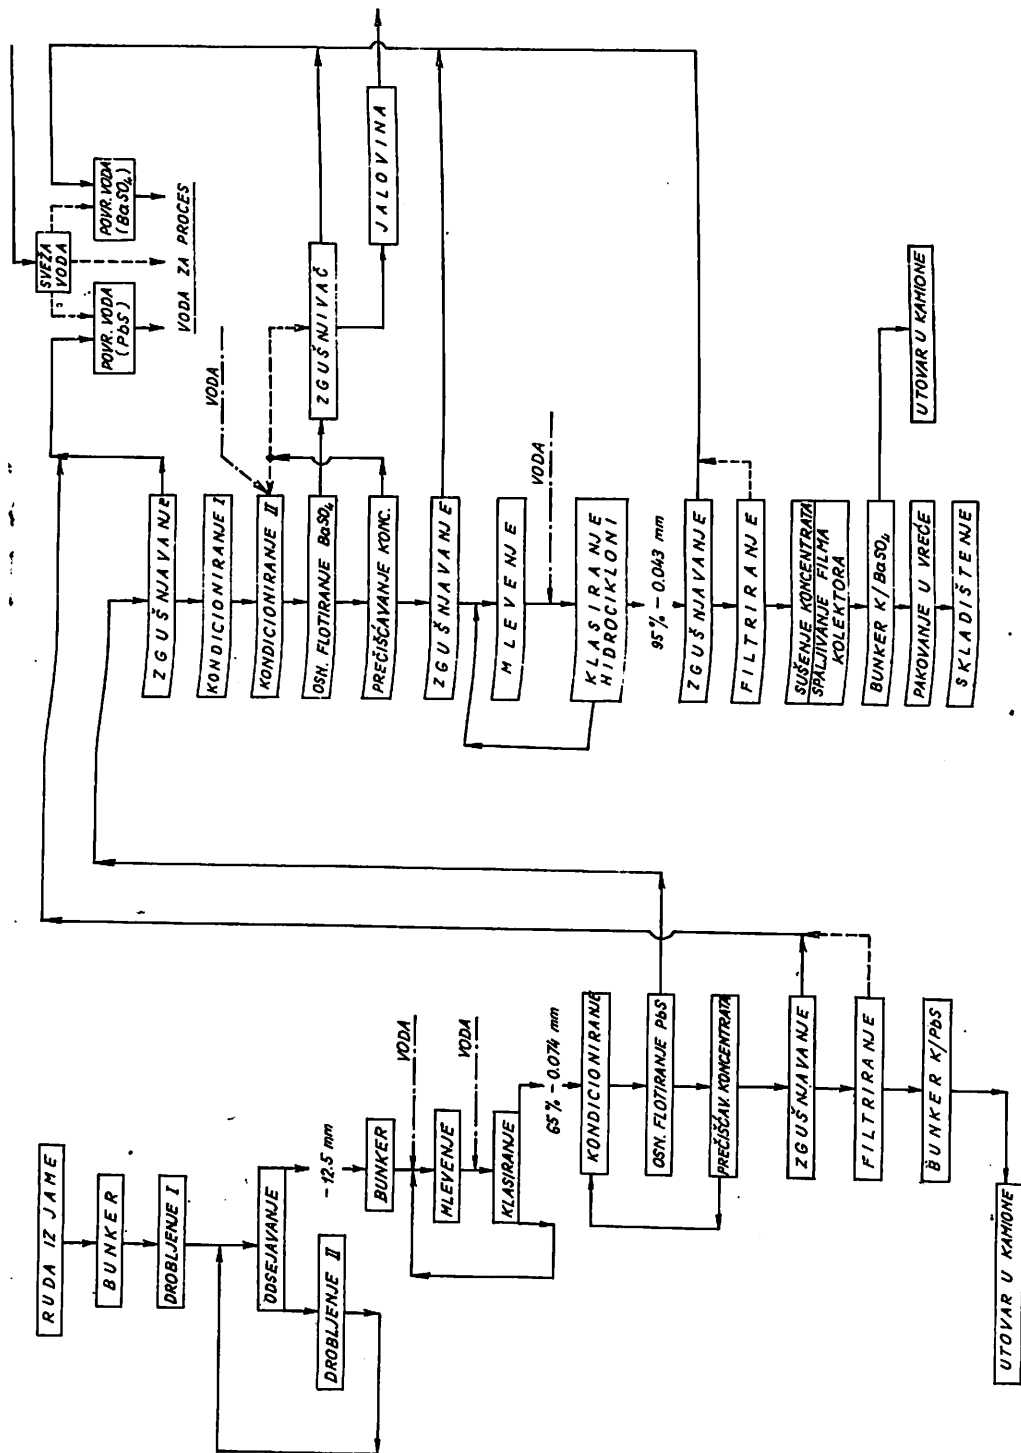 RUDA IZ JAME
BUNKER
DROBLJENJE I
ODSEJAVANJE
DROBLJENJE II
- 12.5 mm
BUNKER
VODA
MLEVENJE
VODA
KLASIRANJE
65% - 0.074 mm
KONDICIONIRANJE
OSN. FLOTIRANJE PbS
PREČIŠĆAV. KONCENTRATA
ZGUŠNJAVANJE
FILTRIRANJE
BUNKER K/PbS
UTOVAR U KAMIONE
ZGUŠNJAVANJE
KONDICIONIRANJE I
KONDICIONIRANJE II
VODA
OSN. FLOTIRANJE BaSO₄
PREČIŠĆAVANJE KONC.
ZGUŠNJAVANJE
MLEVENJE
VODA
KLASIRANJE
HIDROCIKLONI
95% - 0.043 mm
ZGUŠNJAVANJE
FILTRIRANJE
SUŠENJE KONCENTRATA
SPALJIVANJE FILMA
KOLEKTORA
BUNKER K/BaSO₄
PAKOVANJE U VREĆE
SKLADIŠTENJE
UTOVAR U KAMIONE
SVEŽA
VODA
POVR. VODA
(PbS)
POVR. VODA
(BaSO₄)
VODA ZA PROCES
ZGUŠNJIVAČ
JALOVINA